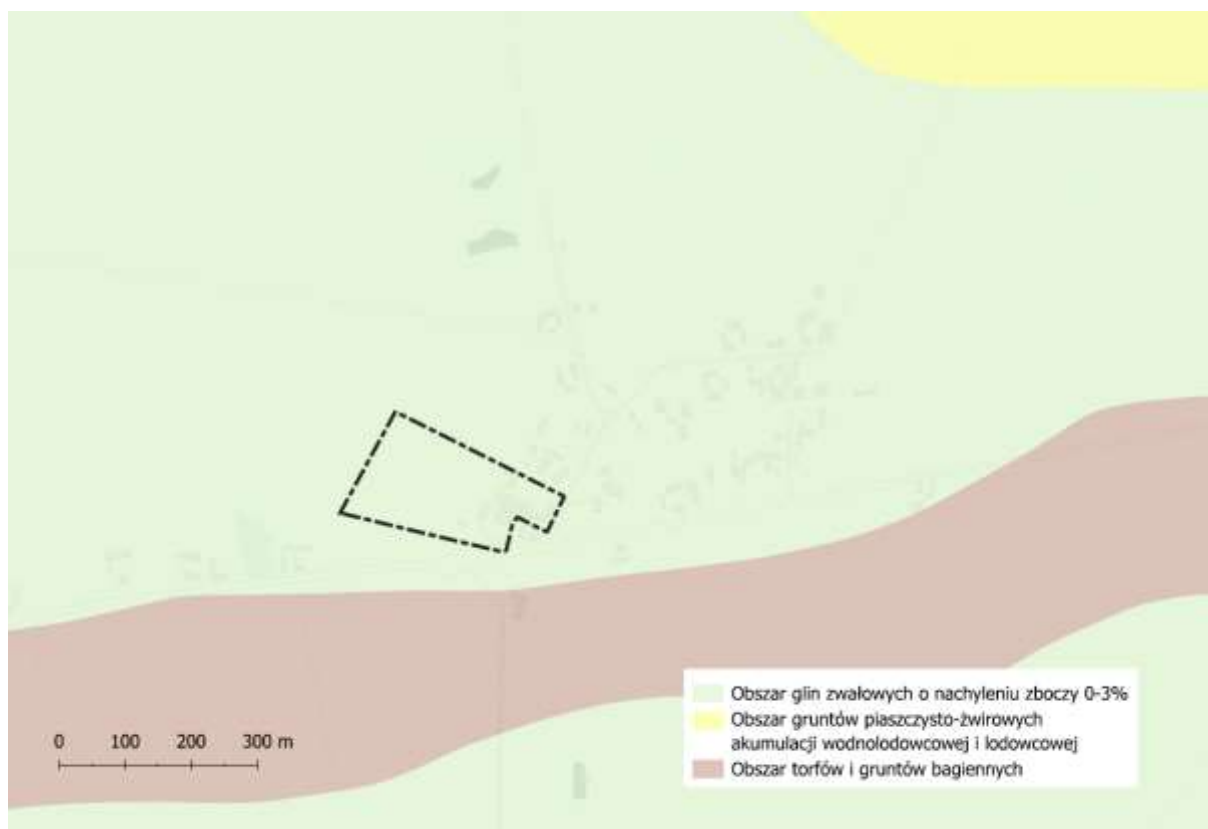 0 100 200 300 m
Obszar glin zwałowych o nachyleniu zboczy 0-3%
Obszar gruntów piaszczysto-żwirowych
akumulacji wodnolodowcowej i lodowcowej
Obszar torfów i gruntów bagiennych